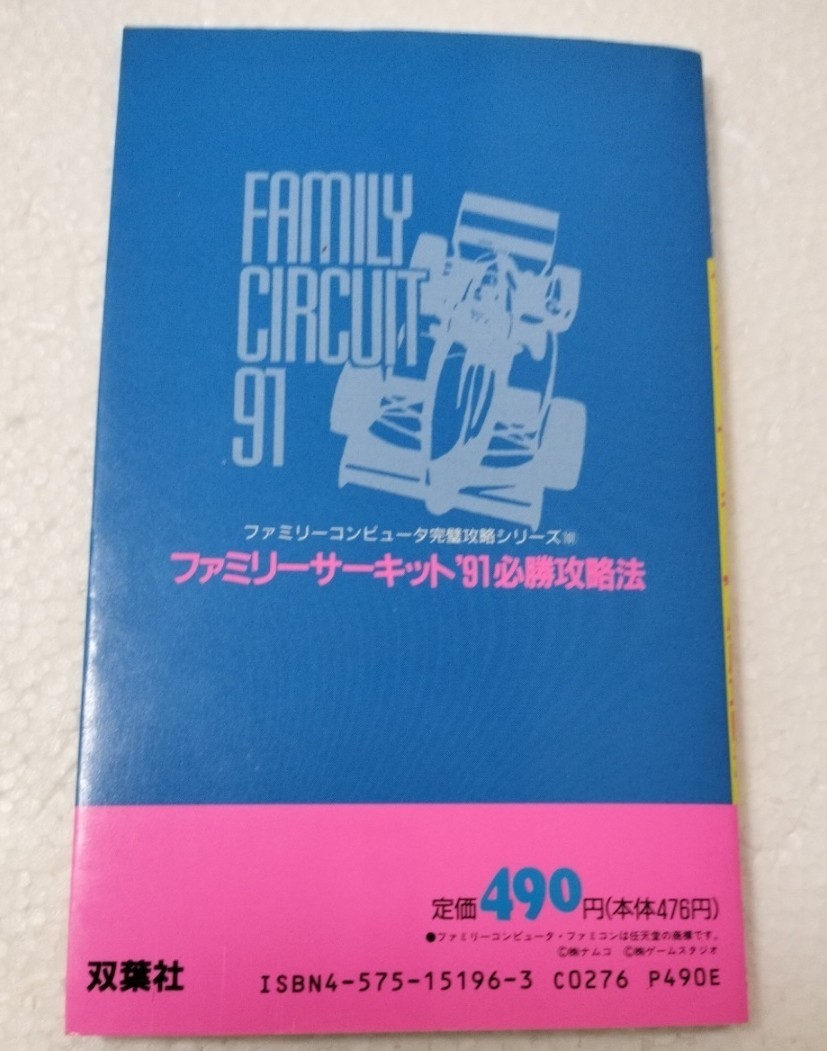 FAMILY
CIRCUIT
91
ファミリーコンピュータ完璧攻略シリーズ
ファミリーサーキット'91必勝攻略法
定価490円(本体476円)
●ファミリーコンピュータ・ファミコンは任天堂の商標です。
©㈱ナムコ ©㈱ゲームスタジオ
双葉社
ISBN4-575-15196-3 C0276 P490E